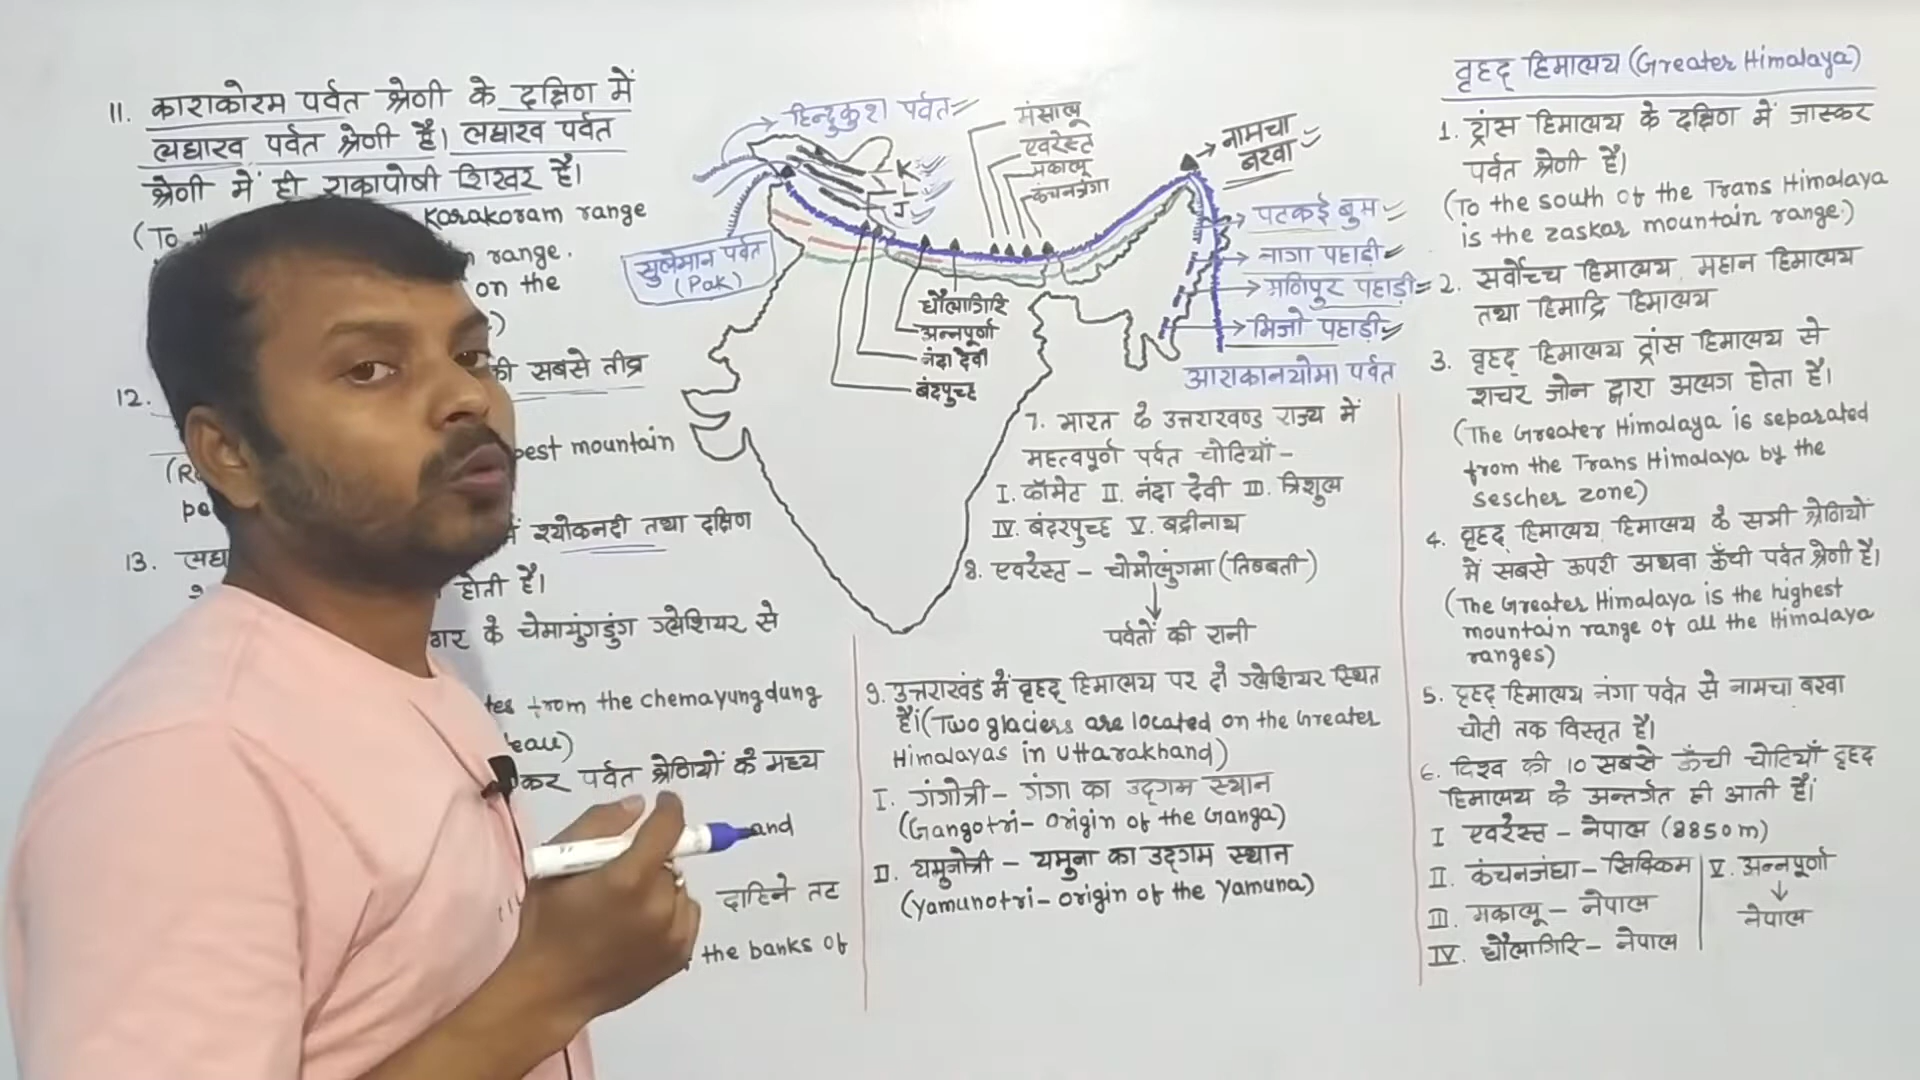 11. काराकोरम पर्वत श्रेणी के दक्षिण में
लद्दाख पर्वत श्रेणी है। लद्दाख पर्वत
श्रेणी में ही राकापोषी शिखर है।
(To Karakoram range
range.
on the
)
12. की सबसे तीव्र
mountain
(Ra
pea
13. में श्योकनदी तथा दक्षिण
होती है।
के चेमायुंगडुंग ग्लेशियर से
from the chemayungdung
eau)
पर्वत श्रेणियों के मध्य
and
दाहिने तट
the banks of
हिन्दुकुश पर्वत
सुलेमान पर्वत
(Pak)
K
L
J
मंसालू
एवरेस्ट
मकालू
कंचनजंगा
नामचा
बरवा
पटकई बुम
नागा पहाड़ी
मणिपुर पहाड़ी
मिजो पहाड़ी
आराकानयोमा पर्वत
धौलागिरि
अन्नपूर्णा
नंदा देवी
बंदरपुच्छ
7. भारत के उत्तराखण्ड राज्य में
महत्वपूर्ण पर्वत चोटियाँ -
I. कॉमेट II. नंदा देवी III. त्रिशुल
IV. बंदरपुच्छ V. बद्रीनाथ
8. एवरेस्ट - चोमोलुंगमा (तिब्बती)
पर्वतों की रानी
9. उत्तराखंड में वृहद् हिमालय पर दो ग्लेशियर स्थित
हैं। (Two glaciers are located on the Greater
Himalayas in Uttarakhand)
I. गंगोत्री - गंगा का उद्गम स्थान
(Gangotri - origin of the Ganga)
II. यमुनोत्री - यमुना का उद्गम स्थान
(Yamunotri - origin of the Yamuna)
वृहद् हिमालय (Greater Himalaya)
1. ट्रांस हिमालय के दक्षिण में जास्कर
पर्वत श्रेणी है।
(To the south of the Trans Himalaya
is the zaskar mountain range.)
2. सर्वोच्च हिमालय, महान हिमालय
तथा हिमाद्रि हिमालय
3. वृहद् हिमालय ट्रांस हिमालय से
शचर जोन द्वारा अलग होता है।
(The Greater Himalaya is separated
from the Trans Himalaya by the
sescher zone)
4. वृहद् हिमालय, हिमालय के सभी श्रेणियों
में सबसे ऊपरी अथवा ऊँची पर्वत श्रेणी है।
(The Greater Himalaya is the highest
mountain range of all the Himalaya
ranges)
5. वृहद् हिमालय नंगा पर्वत से नामचा बरवा
चोटी तक विस्तृत है।
6. विश्व की 10 सबसे ऊँची चोटियाँ वृहद
हिमालय के अन्तर्गत ही आती हैं।
I एवरेस्ट - नेपाल (8850m)
II. कंचनजंघा - सिक्किम
III. मकालू - नेपाल
IV. धौलागिरि - नेपाल
V. अन्नपूर्णा
नेपाल